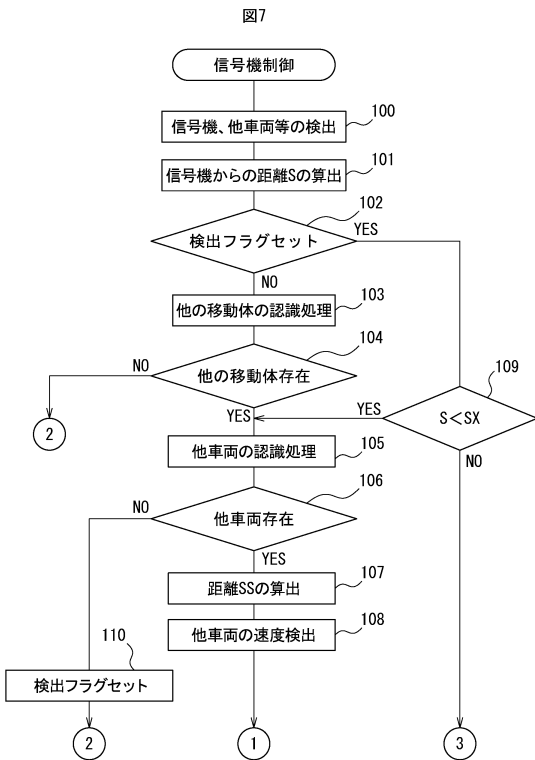 図7
信号機制御
信号機、他車両等の検出
100
信号機からの距離Sの算出
101
検出フラグセット
102
YES
NO
他の移動体の認識処理
103
他の移動体存在
104
NO
YES
2
S<SX
109
YES
NO
他車両の認識処理
105
他車両存在
106
NO
YES
距離SSの算出
107
他車両の速度検出
108
検出フラグセット
110
2
1
3